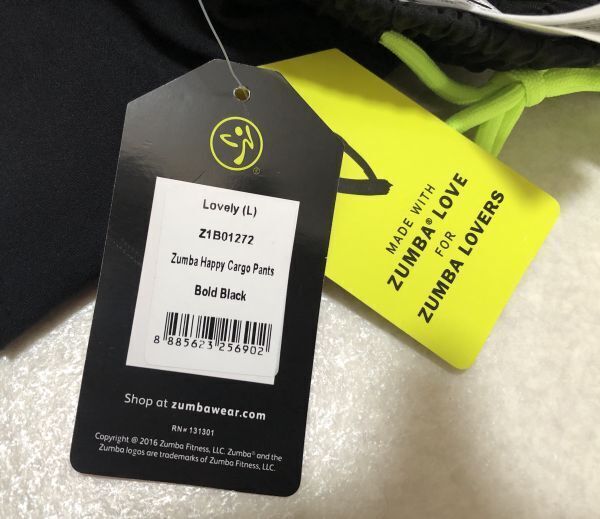 Lovely (L)
Z1B01272
Zumba Happy Cargo Pants
Bold Black
8 885623 256902
Shop at zumbawear.com
RN# 131301
Copyright @ 2016 Zumba Fitness, LLC. Zumba® and the
Zumba logos are trademarks of Zumba Fitness, LLC.
MADE WITH
ZUMBA® LOVE
FOR
ZUMBA LOVERS